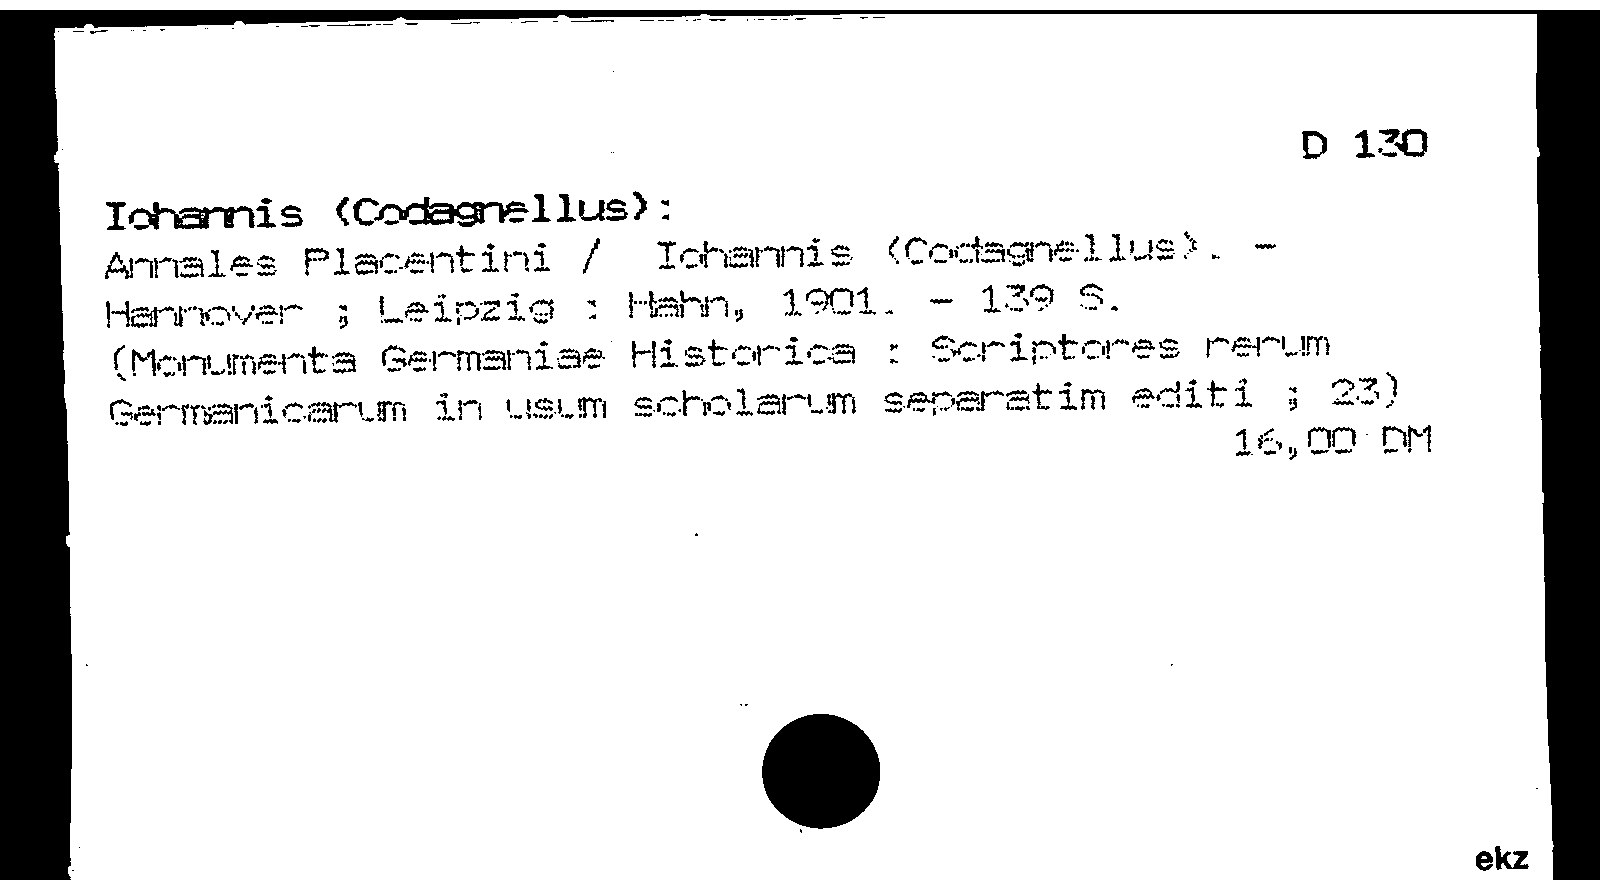 D 130
Iohannis (Codagnellus):
Annales Placentini / Iohannis (Codagnellus). -
Hannover ; Leipzig : Hahn, 1901. - 139 S.
(Monumenta Germaniae Historica : Scriptores rerum
Germanicarum in usum scholarum separatim editi ; 23)
16,00 DM
ekz